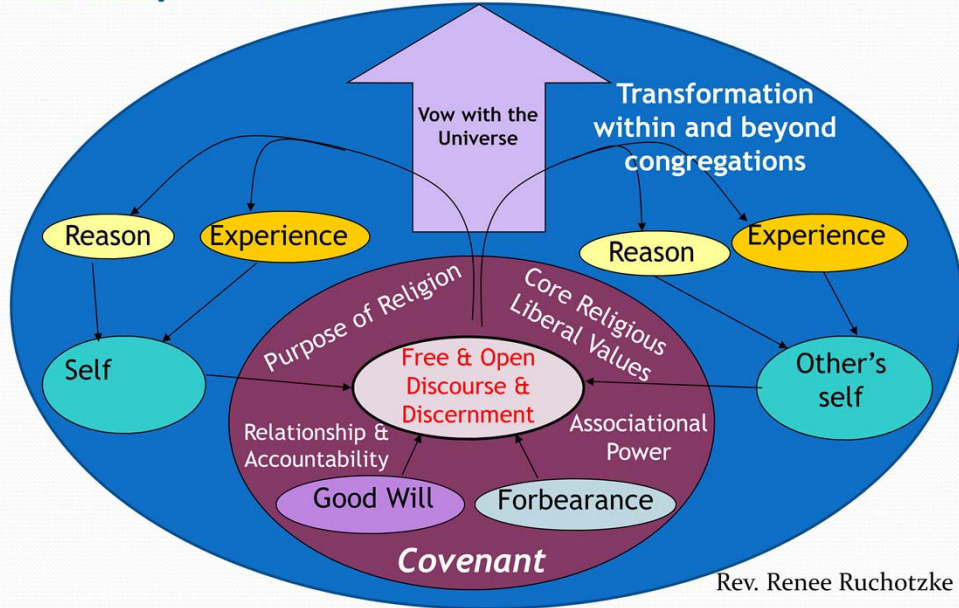 Vow with the
Universe
Transformation
within and beyond
congregations
Reason
Experience
Reason
Experience
Purpose of Religion
Core Religious
Liberal Values
Self
Free & Open
Discourse &
Discernment
Other's
self
Relationship &
Accountability
Associational
Power
Good Will
Forbearance
Covenant
Rev. Renee Ruchotzke